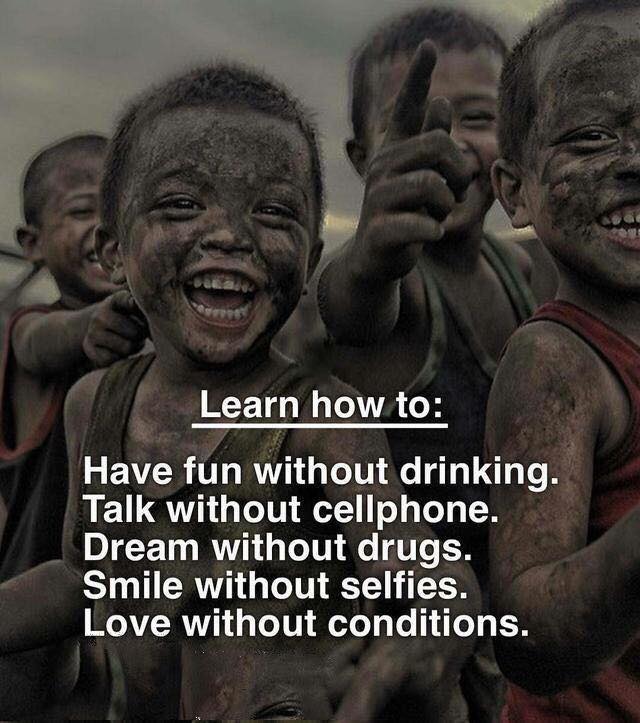 Learn how to:
Have fun without drinking.
Talk without cellphone.
Dream without drugs.
Smile without selfies.
Love without conditions.